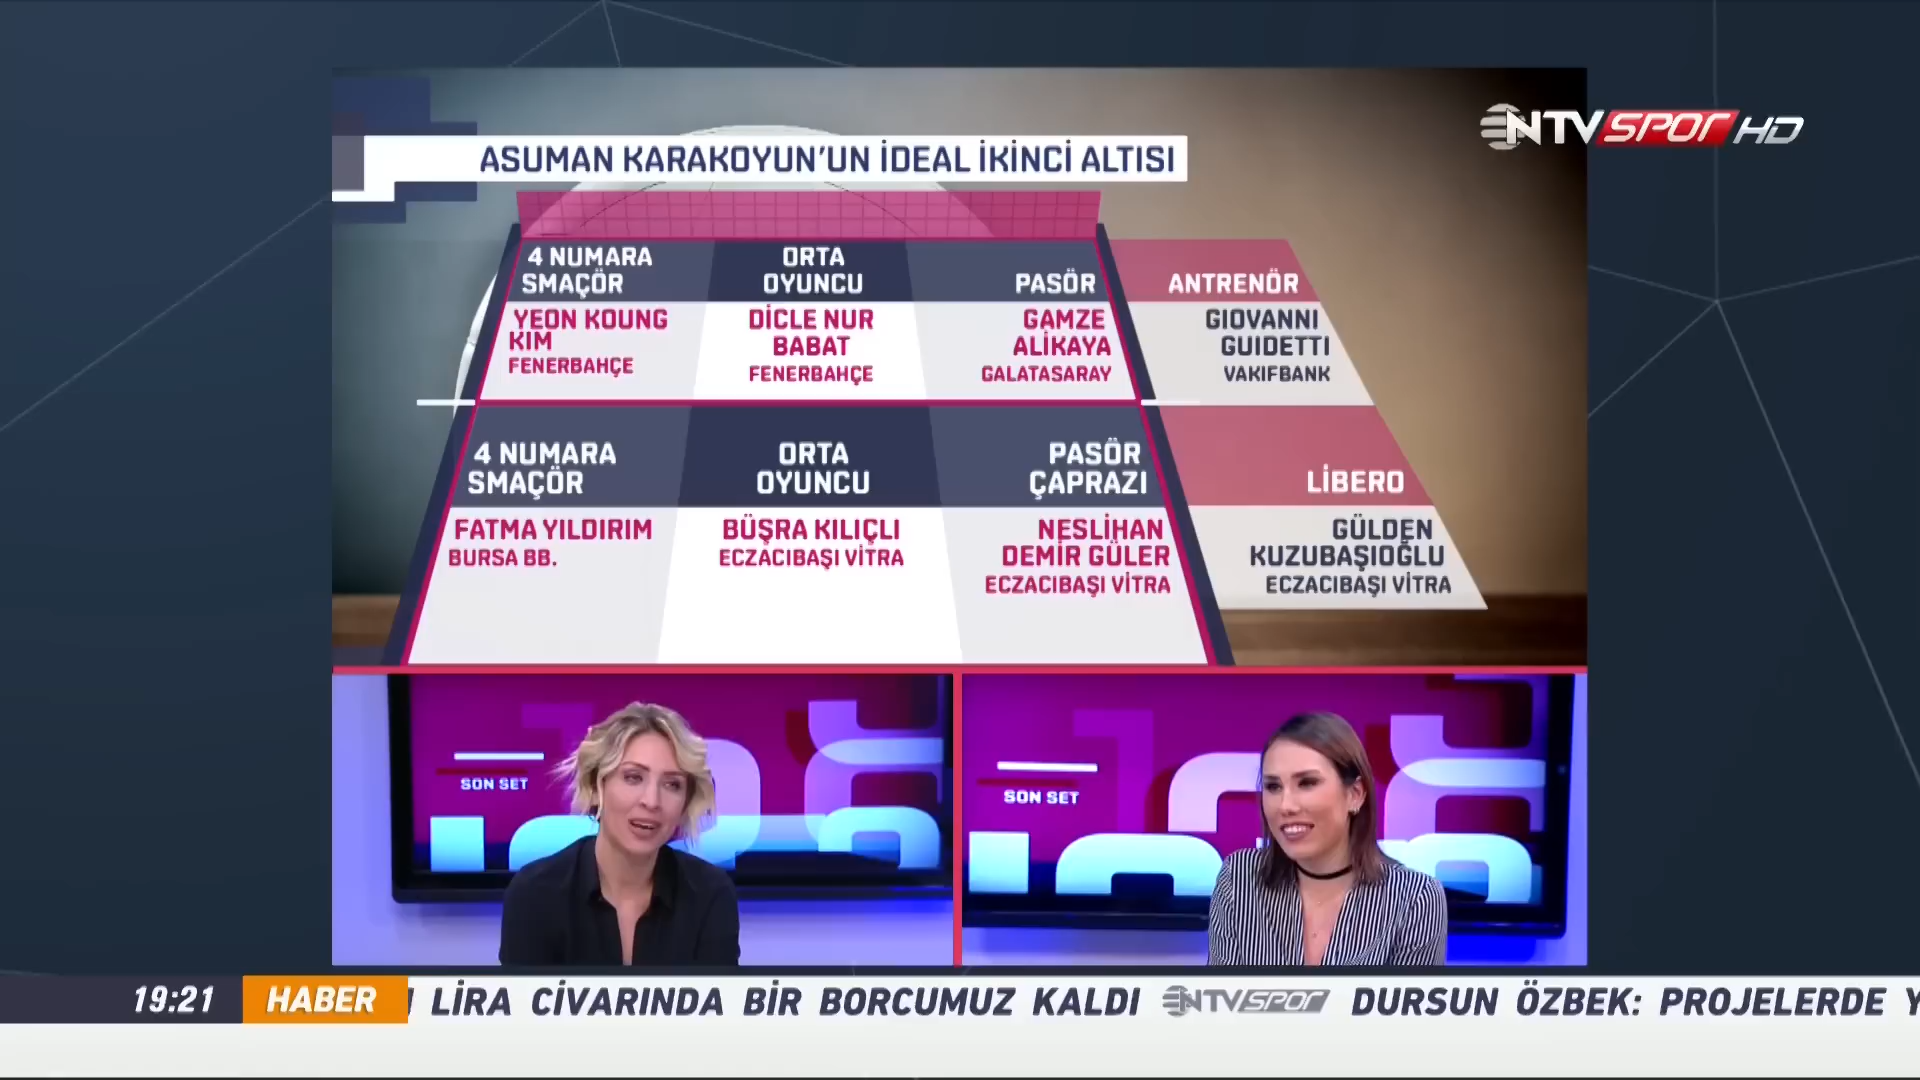 NTVSPOR HD
ASUMAN KARAKOYUN'UN İDEAL İKİNCİ ALTISI
4 NUMARA
SMAÇÖR
ORTA
OYUNCU
PASÖR
ANTRENÖR
YEON KOUNG
KIM
FENERBAHÇE
DİCLE NUR
BABAT
FENERBAHÇE
GAMZE
ALİKAYA
GALATASARAY
GIOVANNI
GUIDETTI
VAKIFBANK
4 NUMARA
SMAÇÖR
ORTA
OYUNCU
PASÖR
ÇAPRAZI
LİBERO
FATMA YILDIRIM
BURSA BB.
BÜŞRA KILIÇLI
ECZACIBAŞI VİTRA
NESLİHAN
DEMİR GÜLER
ECZACIBAŞI VİTRA
GÜLDEN
KUZUBAŞIOĞLU
ECZACIBAŞI VİTRA
SON SET
SON SET
19:21 HABER LİRA CİVARINDA BİR BORCUMUZ KALDI NTVSPOR DURSUN ÖZBEK: PROJELERDE